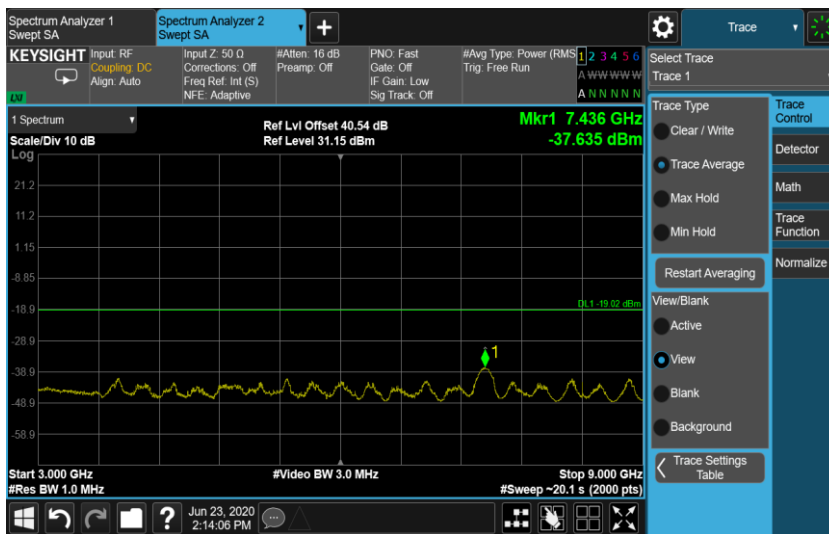 Spectrum Analyzer 1
Swept SA
Spectrum Analyzer 2
Swept SA
Trace
KEYSIGHT
Input: RF
Coupling: DC
Align: Auto
Input Z: 50 Ω
Corrections: Off
Freq Ref: Int (S)
NFE: Adaptive
#Atten: 16 dB
Preamp: Off
PNO: Fast
Gate: Off
IF Gain: Low
Sig Track: Off
#Avg Type: Power (RMS
Trig: Free Run
1 2 3 4 5 6
A W W W W W
A N N N N N
LXI
1 Spectrum
Scale/Div 10 dB
Log
Ref Lvl Offset 40.54 dB
Ref Level 31.15 dBm
Mkr1 7.436 GHz
-37.635 dBm
21.2
11.2
1.15
-8.85
-18.9
-28.9
-38.9
-48.9
-58.9
DL1 -19.02 dBm
1
Start 3.000 GHz
#Res BW 1.0 MHz
#Video BW 3.0 MHz
Stop 9.000 GHz
#Sweep ~20.1 s (2000 pts)
Select Trace
Trace 1
Trace Type
Clear / Write
Trace Average
Max Hold
Min Hold
Restart Averaging
View/Blank
Active
View
Blank
Background
Trace Settings
Table
Trace
Control
Detector
Math
Trace
Function
Normalize
?
Jun 23, 2020
2:14:06 PM